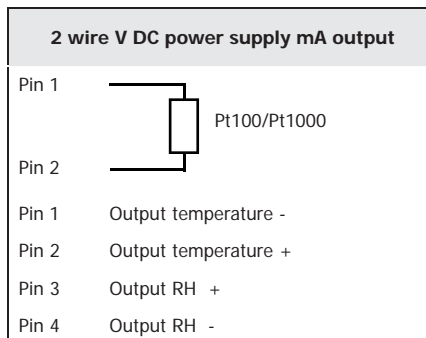 2 wire V DC power supply mA output
Pin 1
Pt100/Pt1000
Pin 2
Pin 1 Output temperature -
Pin 2 Output temperature +
Pin 3 Output RH +
Pin 4 Output RH -